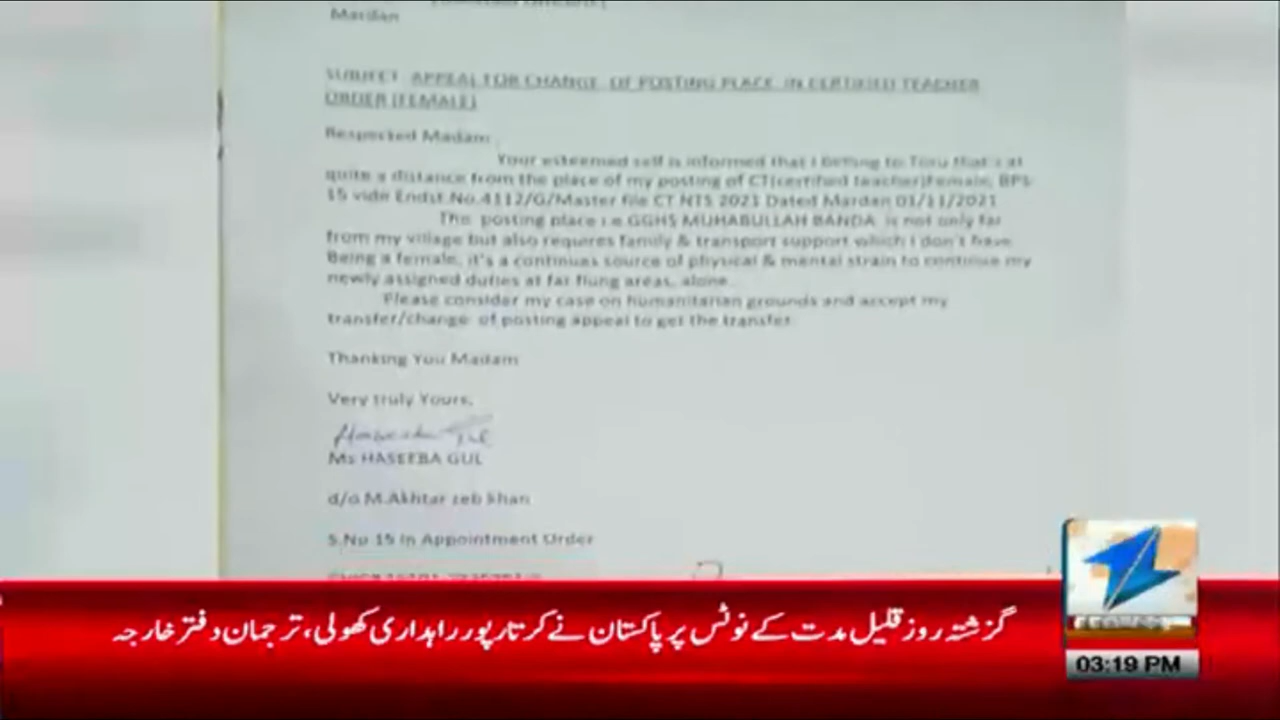 Mardan
SUBJECT APPEAL FOR CHANGE OF POSTING PLACE IN CERTIFIED TEACHER
ORDER (FEMALE)
Respected Madam,
Your esteemed self is informed that I belong to Toru that's at
quite a distance from the place of my posting of CT(certified teacher)Female, BPS
15 vide Endst.No.4112/G/Master file CT NTS 2021 Dated Mardan 01/11/2021
The posting place i.e GGHS MUHABULLAH BANDA is not only far
from my village but also requires family & transport support which I don't have.
Being a female, it's a continues source of physical & mental strain to continue my
newly assigned duties at far flung areas, alone.
Please consider my case on humanitarian grounds and accept my
transfer/change of posting appeal to get the transfer
Thanking You Madam
Very truly Yours,
Ms HASEEBA GUL
d/o M.Akhtar zeb khan
S.No 15 in Appointment Order
گزشتہ روز قلیل مدت کے نوٹس پر پاکستان نے کرتارپور راہداری کھولی، ترجمان دفتر خارجہ
03:19 PM